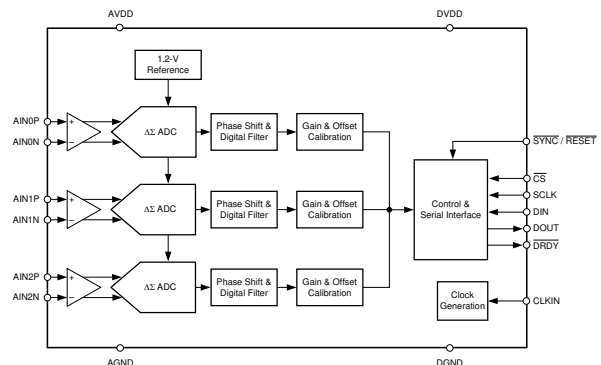 AVDD
DVDD
1.2-V
Reference
AIN0P
AIN0N
+
−
ΔΣ ADC
Phase Shift &
Digital Filter
Gain & Offset
Calibration
SYNC / RESET
CS
SCLK
DIN
DOUT
DRDY
Control &
Serial Interface
AIN1P
AIN1N
+
−
ΔΣ ADC
Phase Shift &
Digital Filter
Gain & Offset
Calibration
AIN2P
AIN2N
+
−
ΔΣ ADC
Phase Shift &
Digital Filter
Gain & Offset
Calibration
Clock
Generation
CLKIN
AGND
DGND